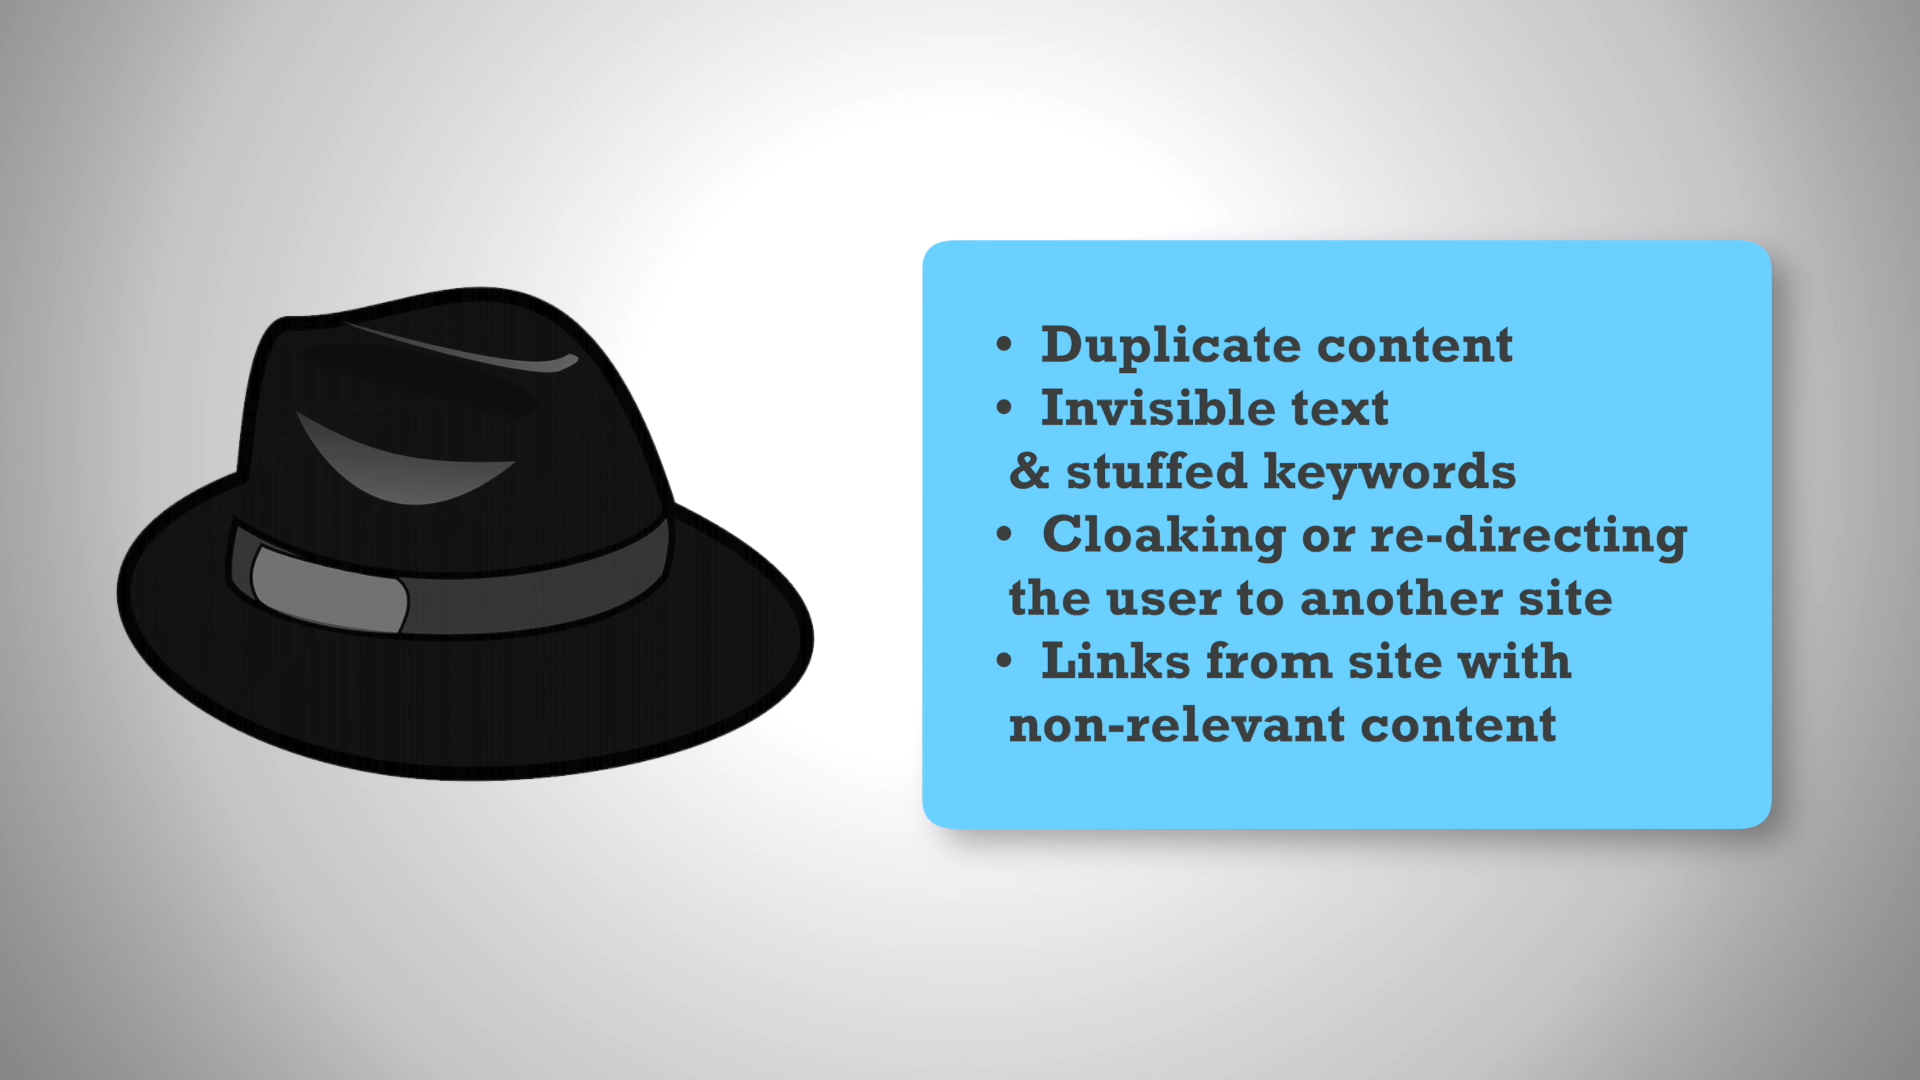 • Duplicate content
• Invisible text
& stuffed keywords
• Cloaking or re-directing
the user to another site
• Links from site with
non-relevant content